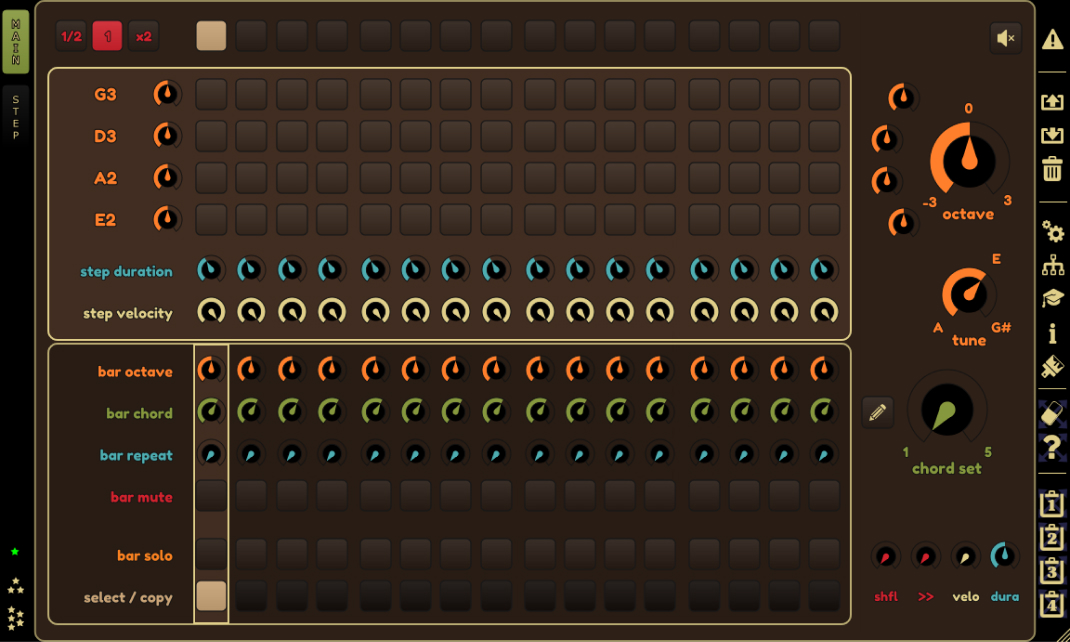 MAIN
STEP
1/2 1 x2
G3
D3
A2
E2
step duration
step velocity
bar octave
bar chord
bar repeat
bar mute
bar solo
select / copy
0
-3 3
octave
E
A G#
tune
1 5
chord set
shfl >> velo dura
i
?
1
2
3
4